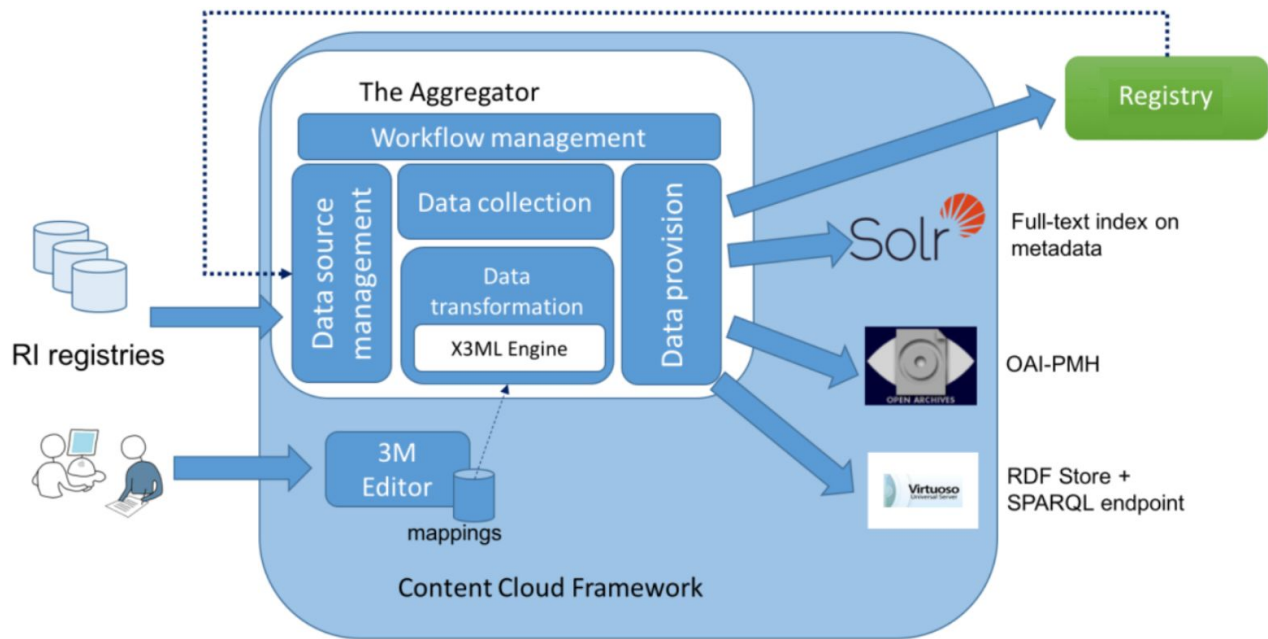 The Aggregator
Workflow management
Data source
management
Data collection
Data
transformation
X3ML Engine
Data provision
Registry
Solr
Full-text index on
metadata
RI registries
OPEN ARCHIVES
OAI-PMH
3M
Editor
mappings
Virtuoso
Universal Server
RDF Store +
SPARQL endpoint
Content Cloud Framework